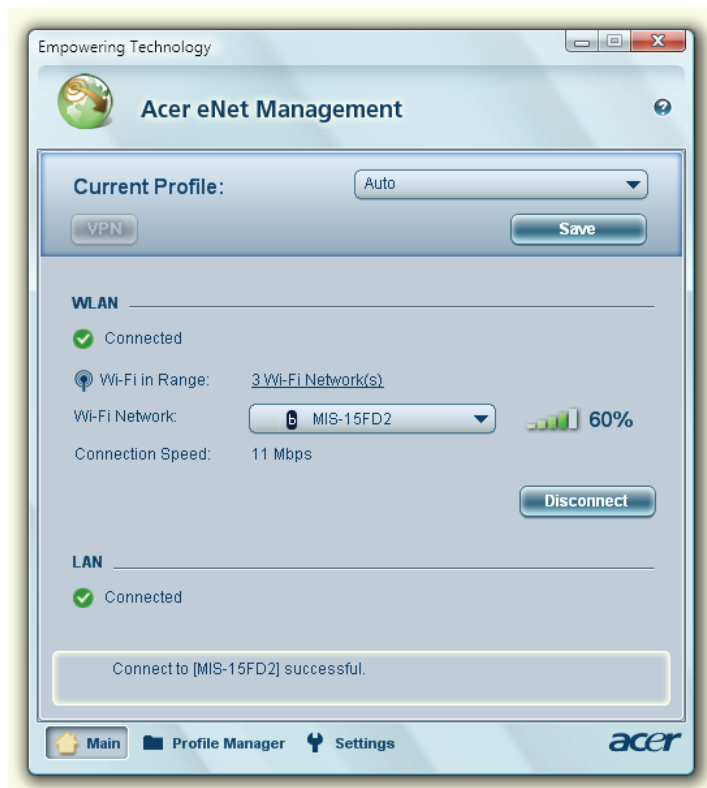 Empowering Technology
Acer eNet Management
Current Profile: Auto
VPN Save
WLAN
Connected
Wi-Fi in Range: 3 Wi-Fi Network(s)
Wi-Fi Network: b MIS-15FD2 60%
Connection Speed: 11 Mbps
Disconnect
LAN
Connected
Connect to [MIS-15FD2] successful.
Main Profile Manager Settings acer